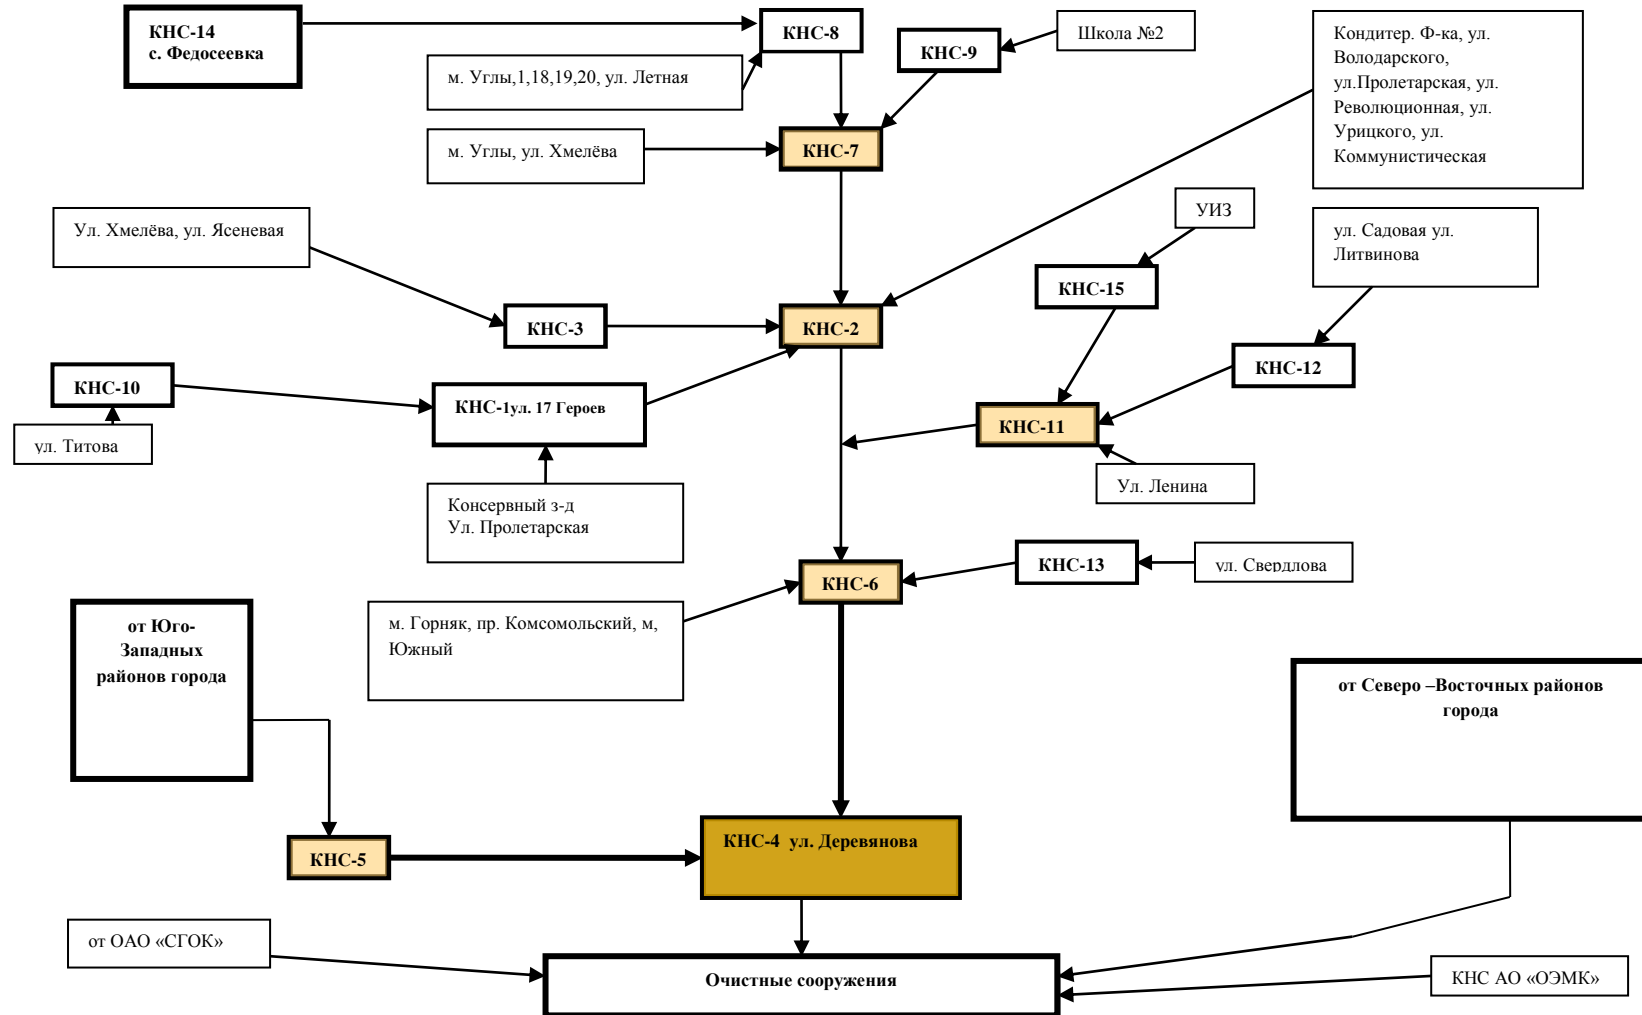 КНС-14
с. Федосеевка
КНС-8
КНС-9
Школа №2
Кондитер. Ф-ка, ул.
Володарского,
ул.Пролетарская, ул.
Революционная, ул.
Урицкого, ул.
Коммунистическая
м. Углы,1,18,19,20, ул. Летная
м. Углы, ул. Хмелёва
КНС-7
УИЗ
Ул. Хмелёва, ул. Ясеневая
ул. Садовая ул.
Литвинова
КНС-15
КНС-3
КНС-2
КНС-12
КНС-10
КНС-1ул. 17 Героев
КНС-11
ул. Титова
Ул. Ленина
Консервный з-д
Ул. Пролетарская
КНС-13
ул. Свердлова
КНС-6
от Юго-
Западных
районов города
м. Горняк, пр. Комсомольский, м,
Южный
от Северо –Восточных районов
города
КНС-4 ул. Деревянова
КНС-5
от ОАО «СГОК»
Очистные сооружения
КНС АО «ОЭМК»